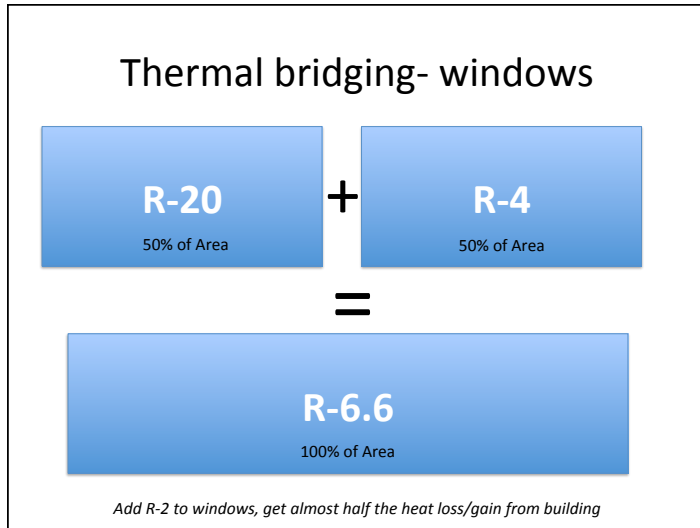 Thermal bridging- windows
R-20
50% of Area
+
R-4
50% of Area
=
R-6.6
100% of Area
Add R-2 to windows, get almost half the heat loss/gain from building